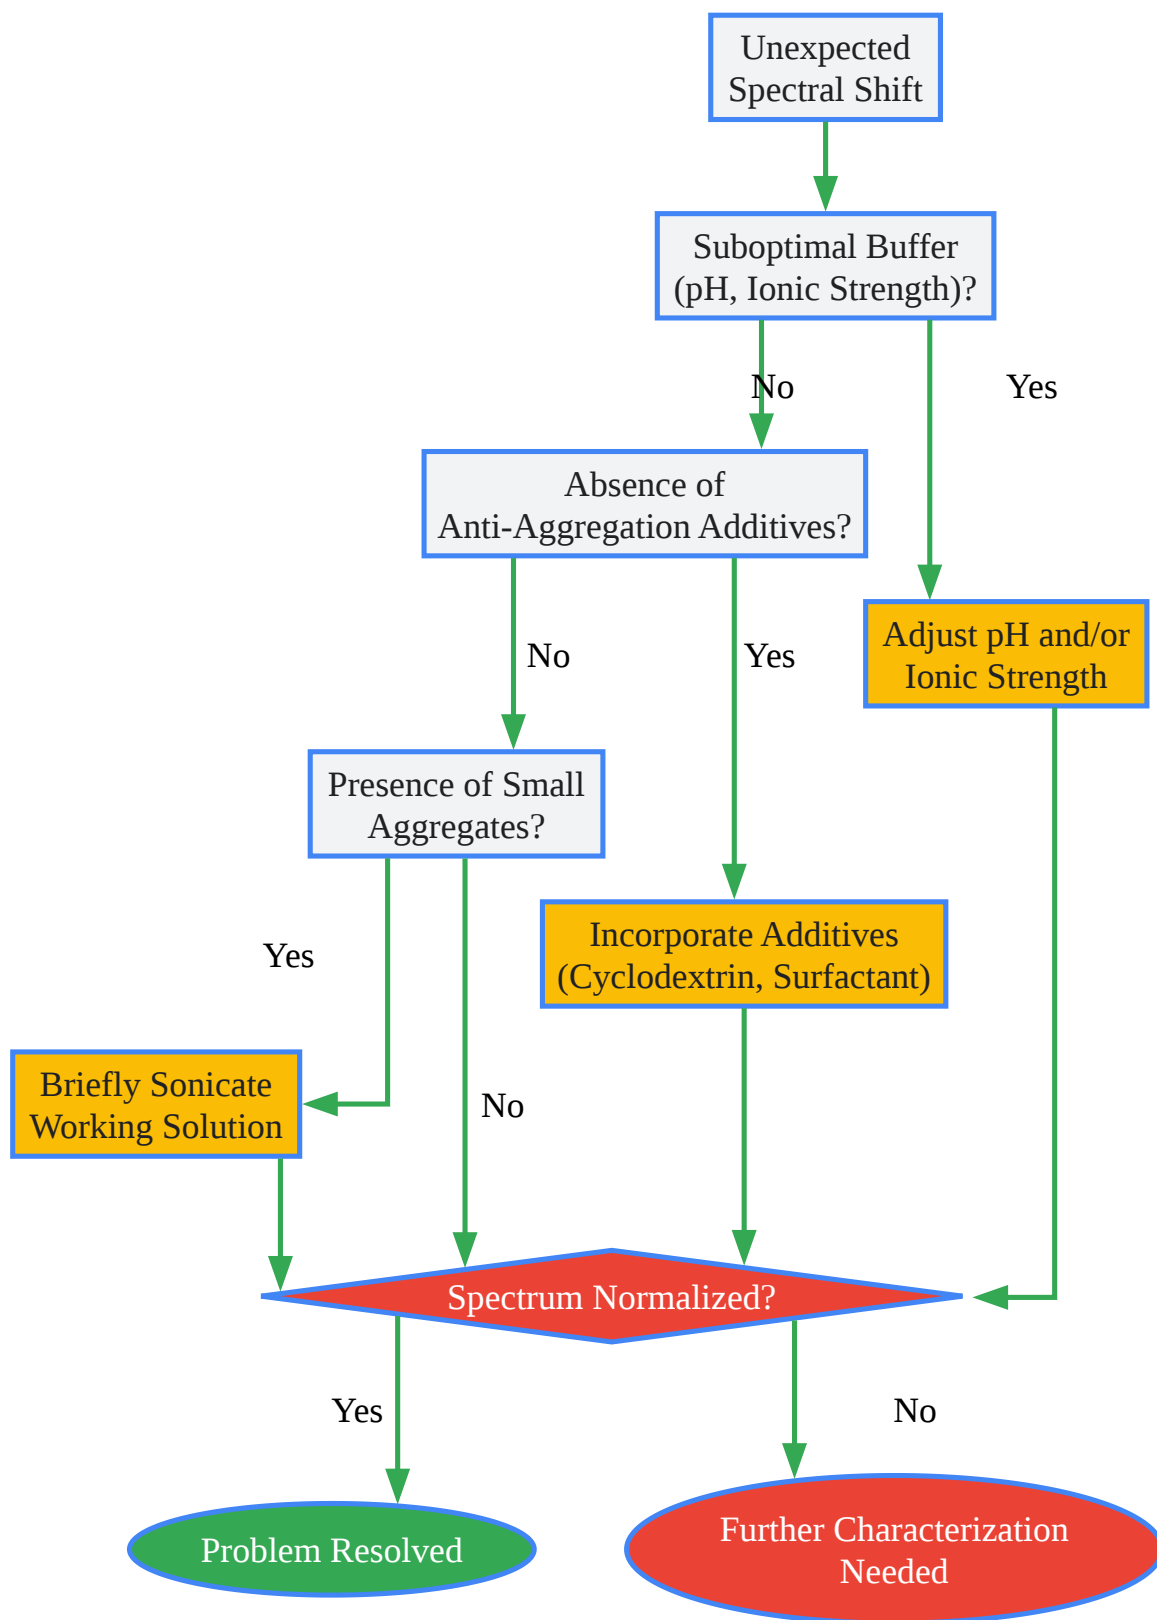 Unexpected
Spectral Shift
Suboptimal Buffer
(pH, Ionic Strength)?
No
Yes
Absence of
Anti-Aggregation Additives?
No
Yes
Adjust pH and/or
Ionic Strength
Presence of Small
Aggregates?
Yes
Incorporate Additives
(Cyclodextrin, Surfactant)
Briefly Sonicate
Working Solution
No
Spectrum Normalized?
Yes
No
Problem Resolved
Further Characterization
Needed